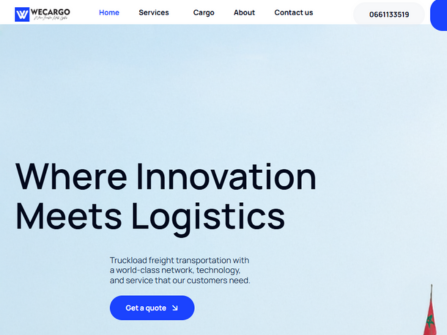 WECARGO
Home Services Cargo About Contact us 0661133519
Where Innovation
Meets Logistics
Truckload freight transportation with
a world-class network, technology,
and service that our customers need.
Get a quote